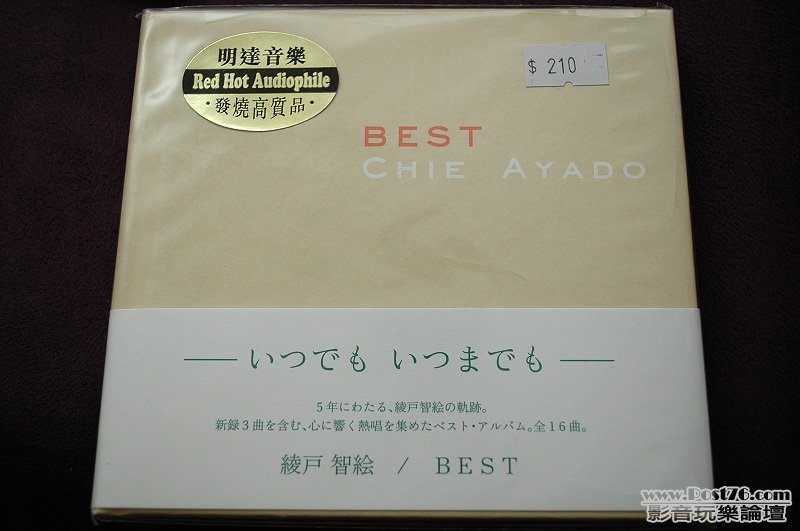 明達音樂
Red Hot Audiophile
·發燒高質品·
$ 210
BEST
CHIE AYADO
— いつでも いつまでも —
5年にわたる、綾戸智絵の軌跡。
新録3曲を含む、心に響く熱唱を集めたベスト・アルバム。全16曲。
綾戸 智絵 / BEST
www.Post76.com
影音玩樂論壇